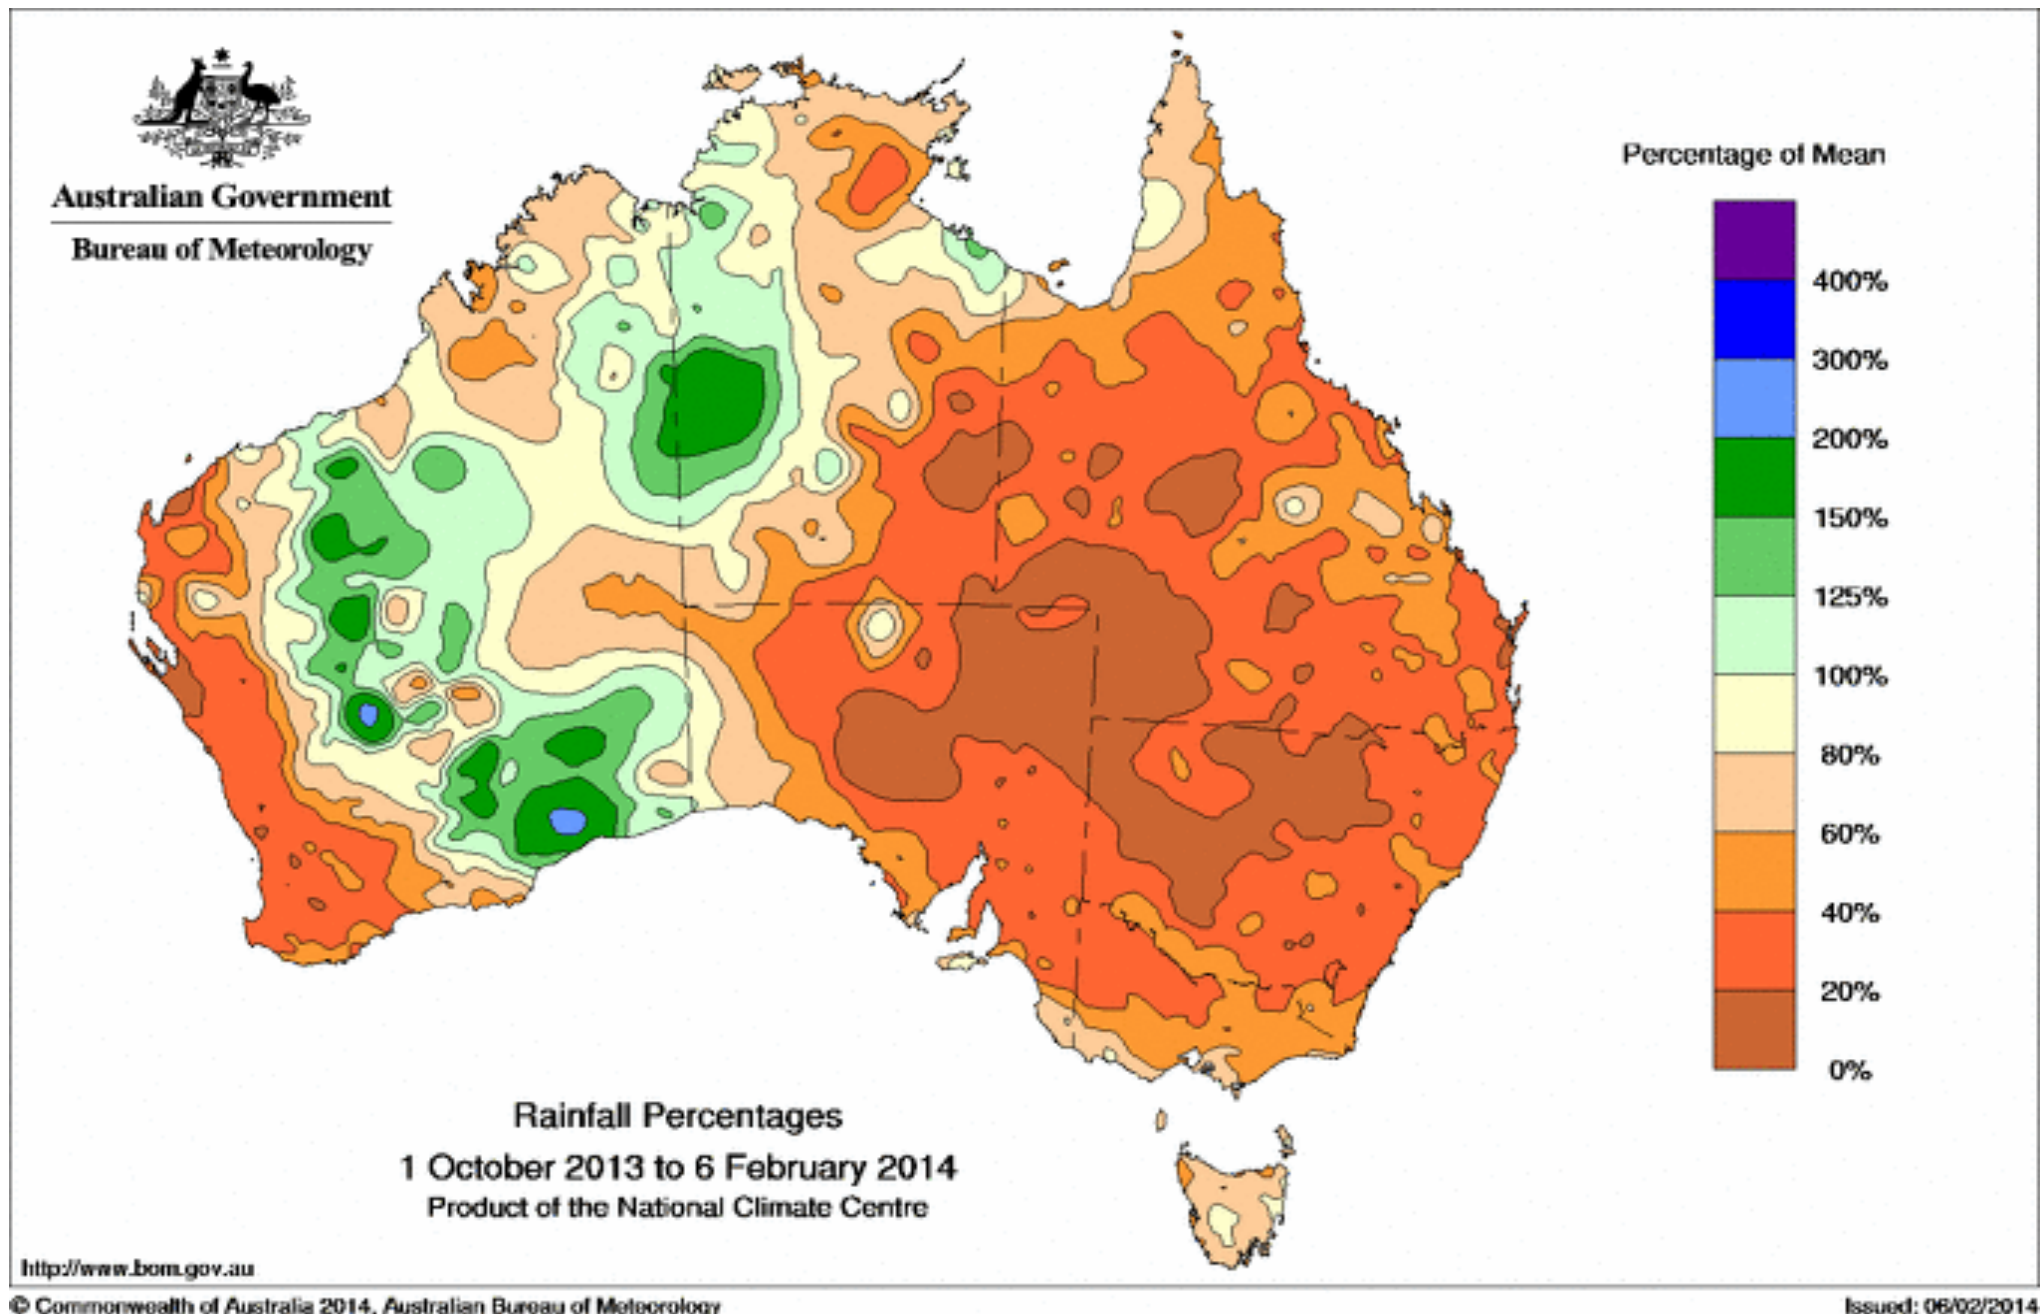 Australian Government
Bureau of Meteorology
Percentage of Mean
400%
300%
200%
150%
125%
100%
80%
60%
40%
20%
0%
Rainfall Percentages
1 October 2013 to 6 February 2014
Product of the National Climate Centre
http://www.bom.gov.au
© Commonwealth of Australia 2014, Australian Bureau of Meteorology
Issued: 06/02/2014